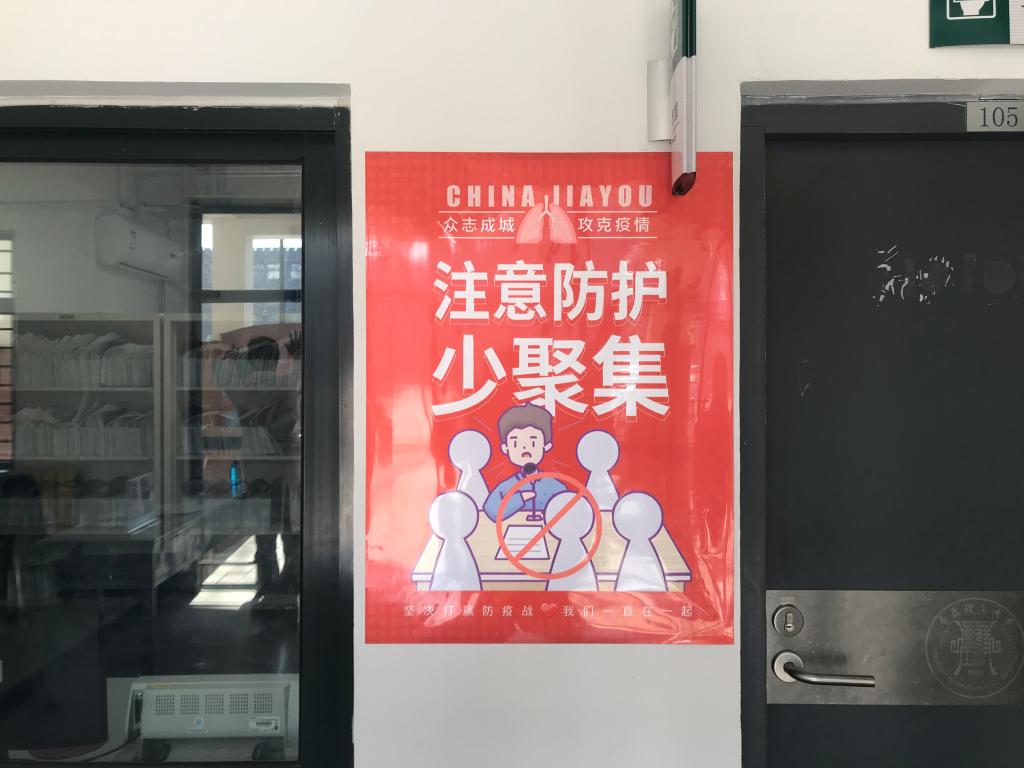 105
CHINA JIAYOU
众志成城 攻克疫情
注意防护
少聚集
坚决打赢防疫战 我们一直在一起